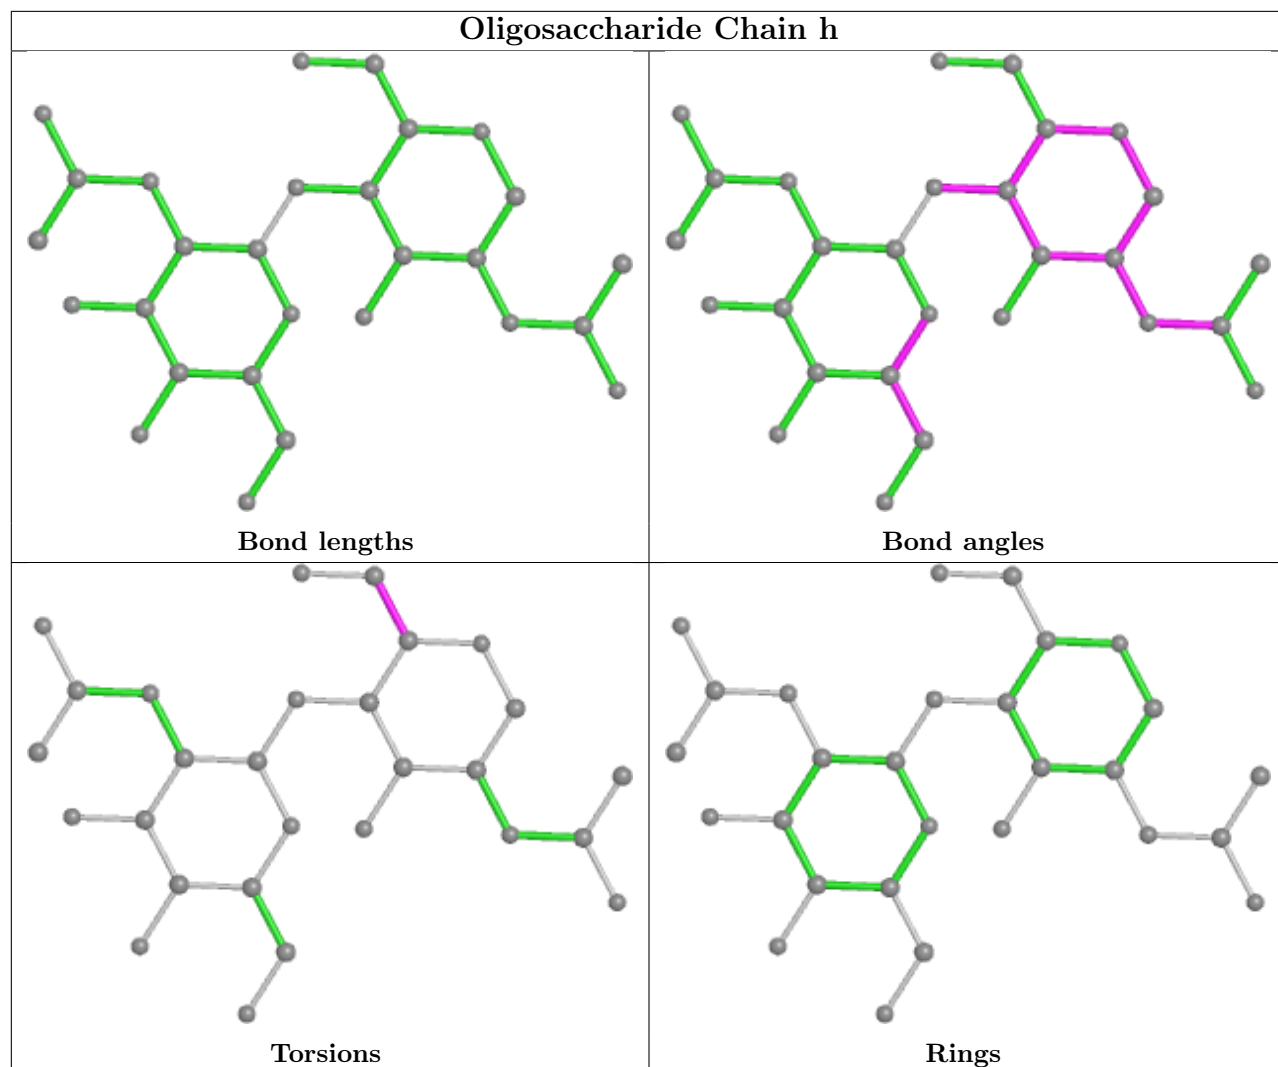 Oligosaccharide Chain h
Bond lengths
Bond angles
Torsions
Rings